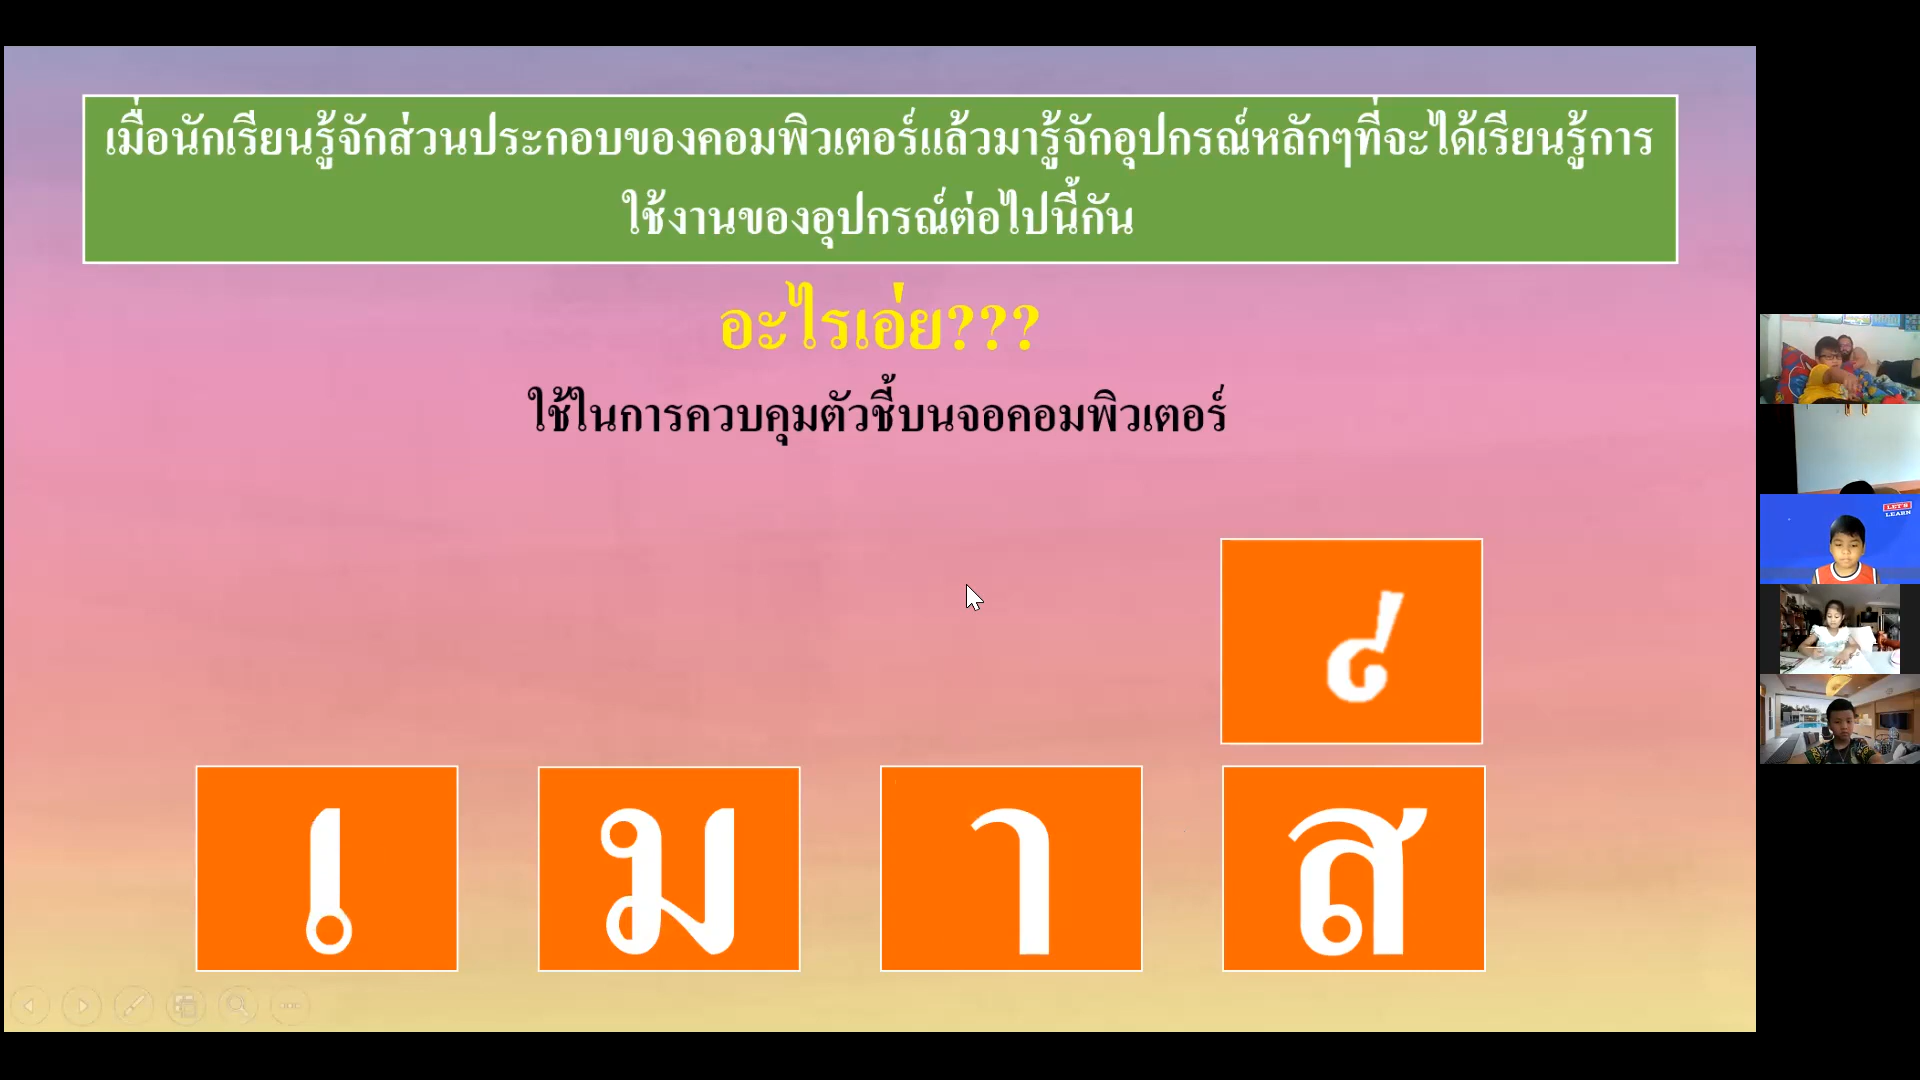 เมื่อนักเรียนรู้จักส่วนประกอบของคอมพิวเตอร์แล้วมารู้จักอุปกรณ์หลักๆที่จะได้เรียนรู้การ
ใช้งานของอุปกรณ์ต่อไปนี้กัน
อะไรเอ่ย???
ใช้ในการควบคุมตัวชี้บนจอคอมพิวเตอร์
์
เ ม า ส
LET'S
LEARN